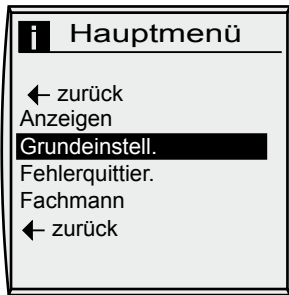 i Hauptmenü
← zurück
Anzeigen
Grundeinstell.
Fehlerquittier.
Fachmann
← zurück